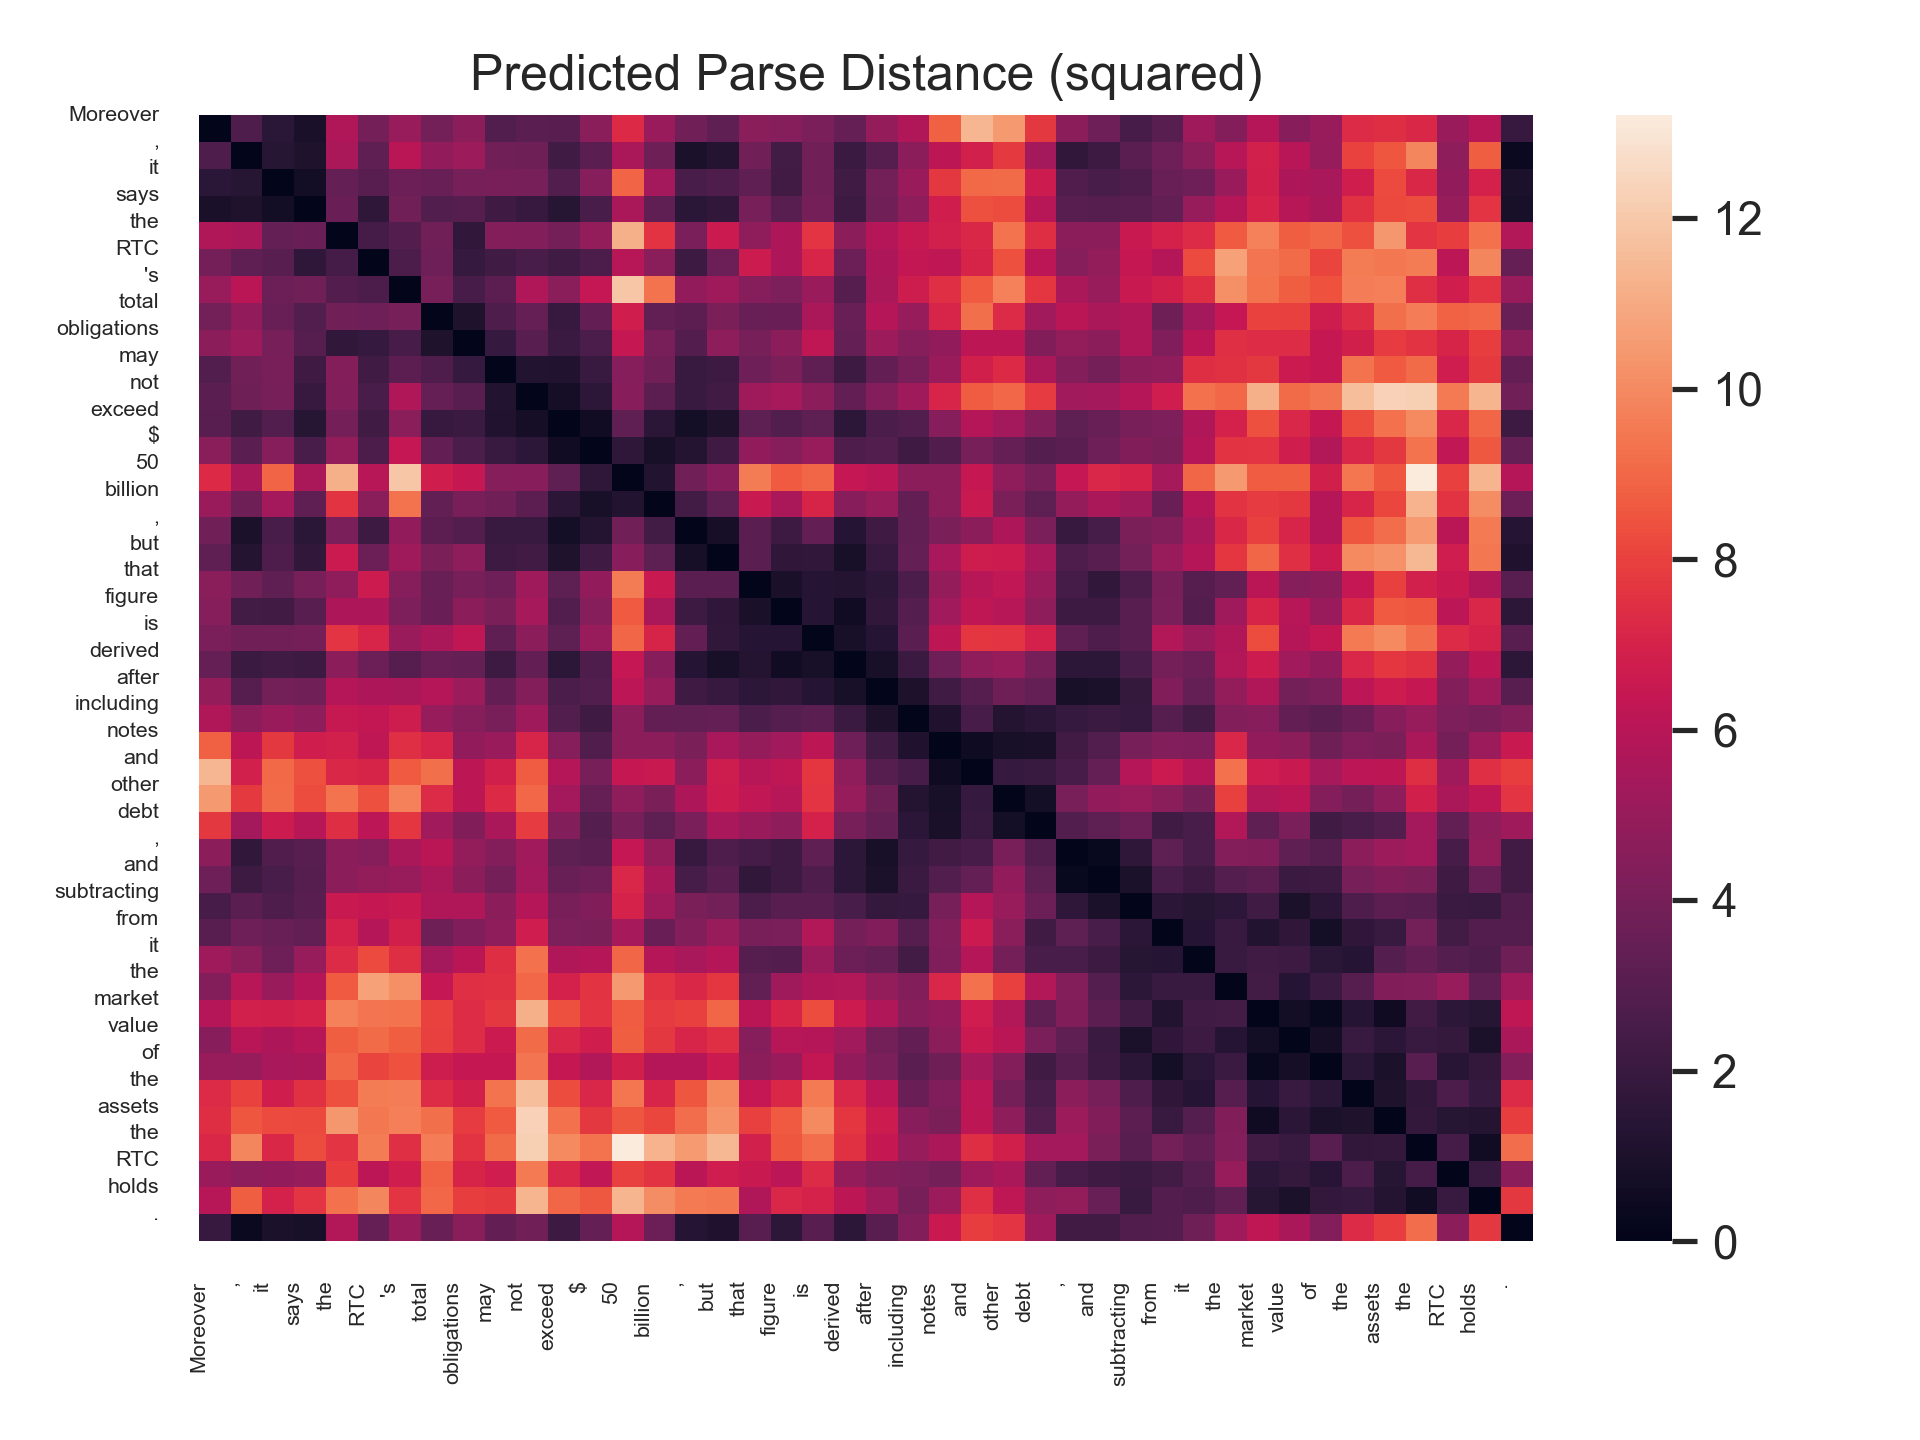 Predicted Parse Distance (squared)
Moreover
,
it
says
the
RTC
's
total
obligations
may
not
exceed
$
50
billion
,
but
that
figure
is
derived
after
including
notes
and
other
debt
,
and
subtracting
from
it
the
market
value
of
the
assets
the
RTC
holds
.
12
10
8
6
4
2
0
Moreover
,
it
says
the
RTC
's
total
obligations
may
not
exceed
$
50
billion
,
but
that
figure
is
derived
after
including
notes
and
other
debt
,
and
subtracting
from
it
the
market
value
of
the
assets
the
RTC
holds
.